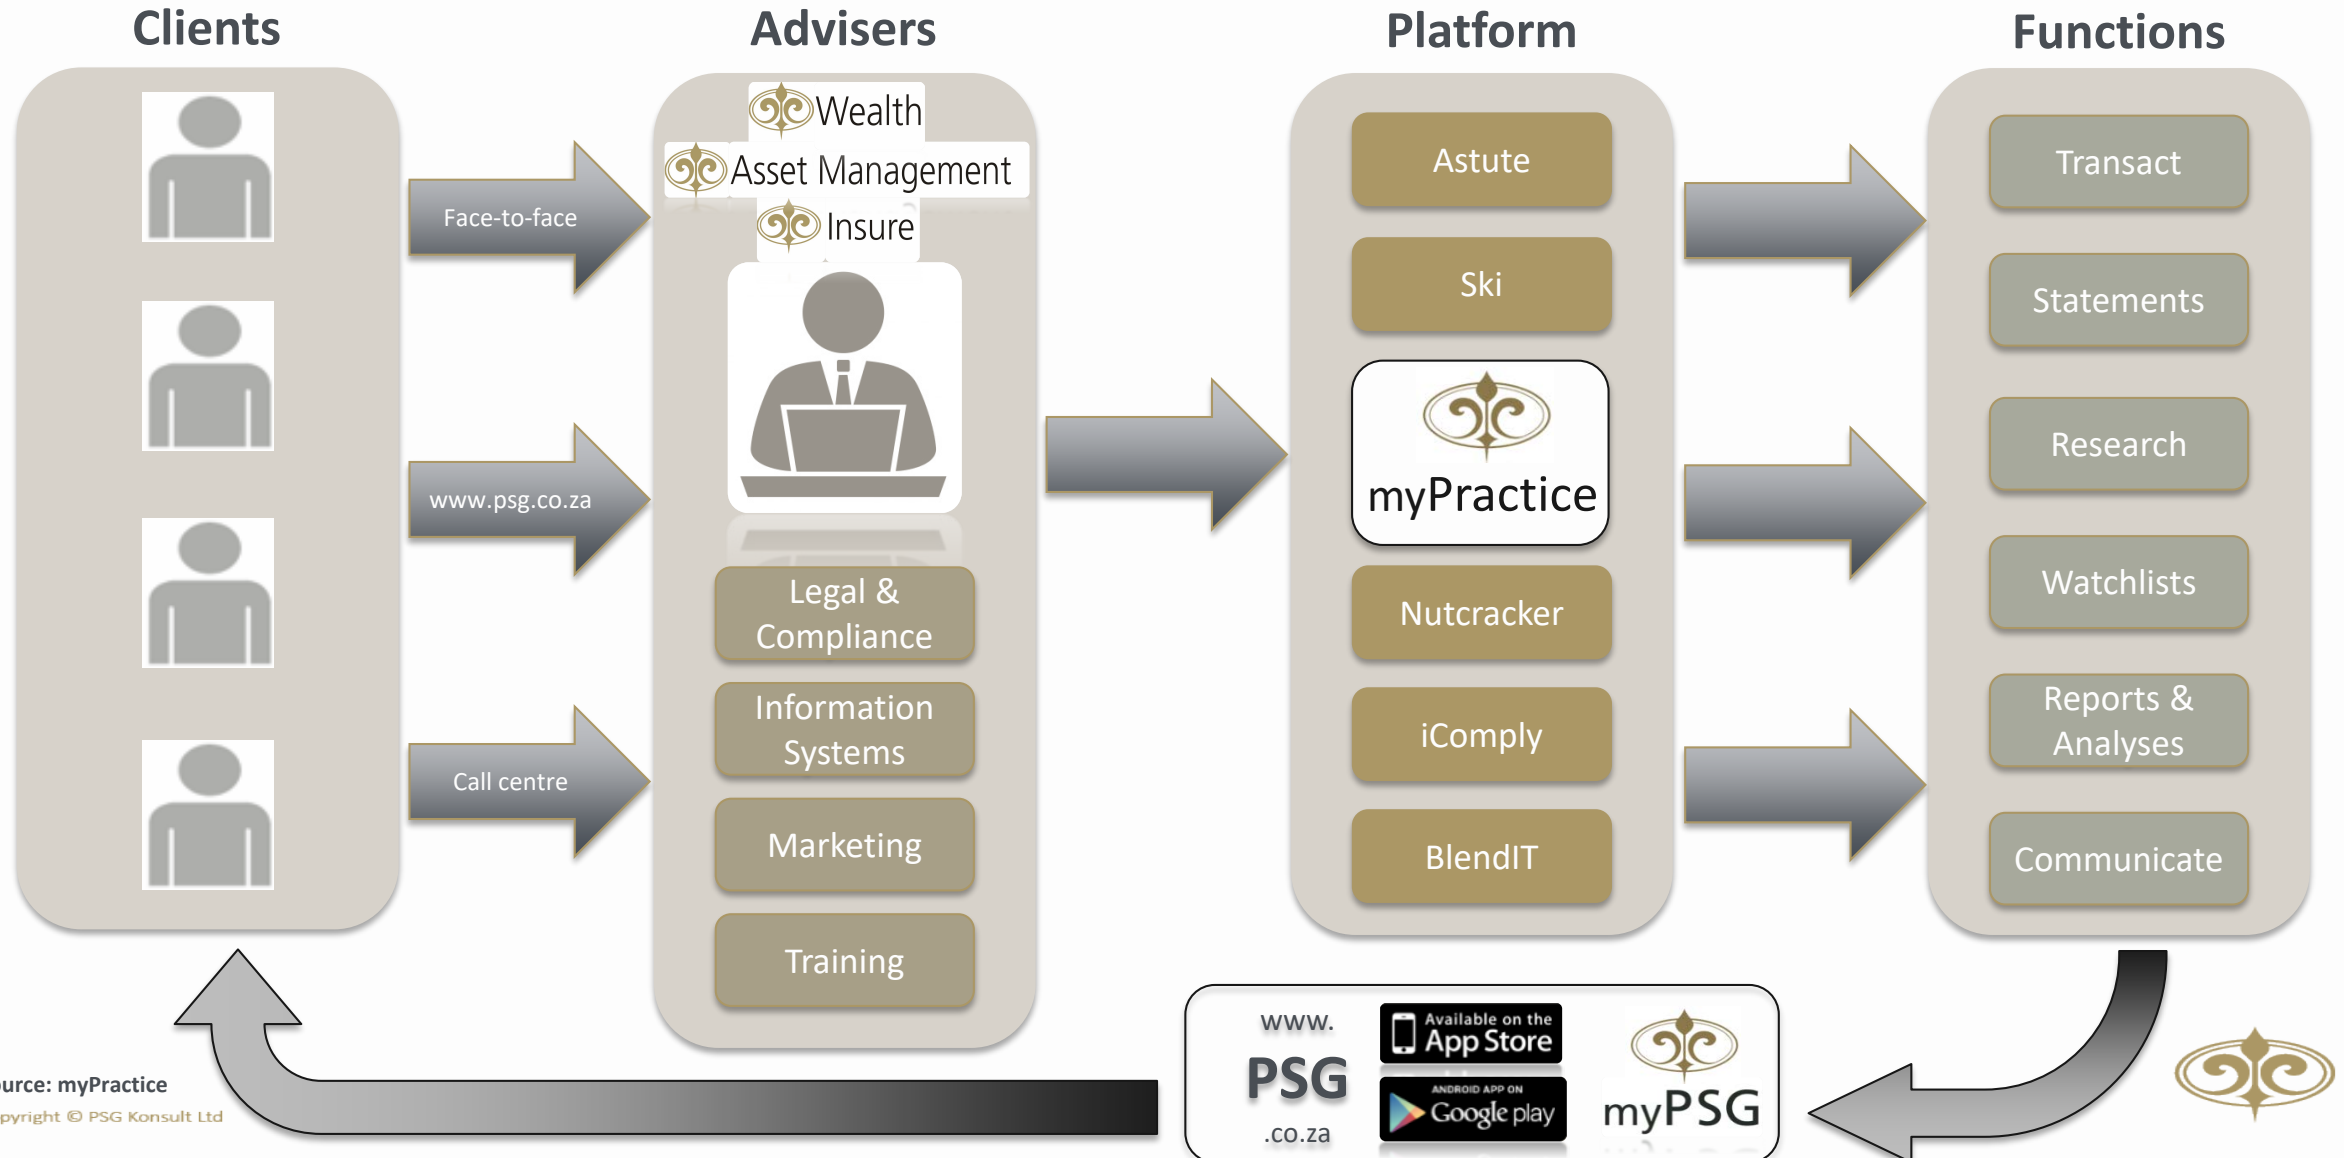 Clients
Advisers
Platform
Functions
Face-to-face
www.psg.co.za
Call centre
Wealth
Asset Management
Insure
Legal &
Compliance
Information
Systems
Marketing
Training
Astute
Ski
myPractice
Nutcracker
iComply
BlendIT
Transact
Statements
Research
Watchlists
Reports &
Analyses
Communicate
www.
PSG
.co.za
Available on the
App Store
ANDROID APP ON
Google play
myPSG
ource: myPractice
pyright © PSG Konsult Ltd